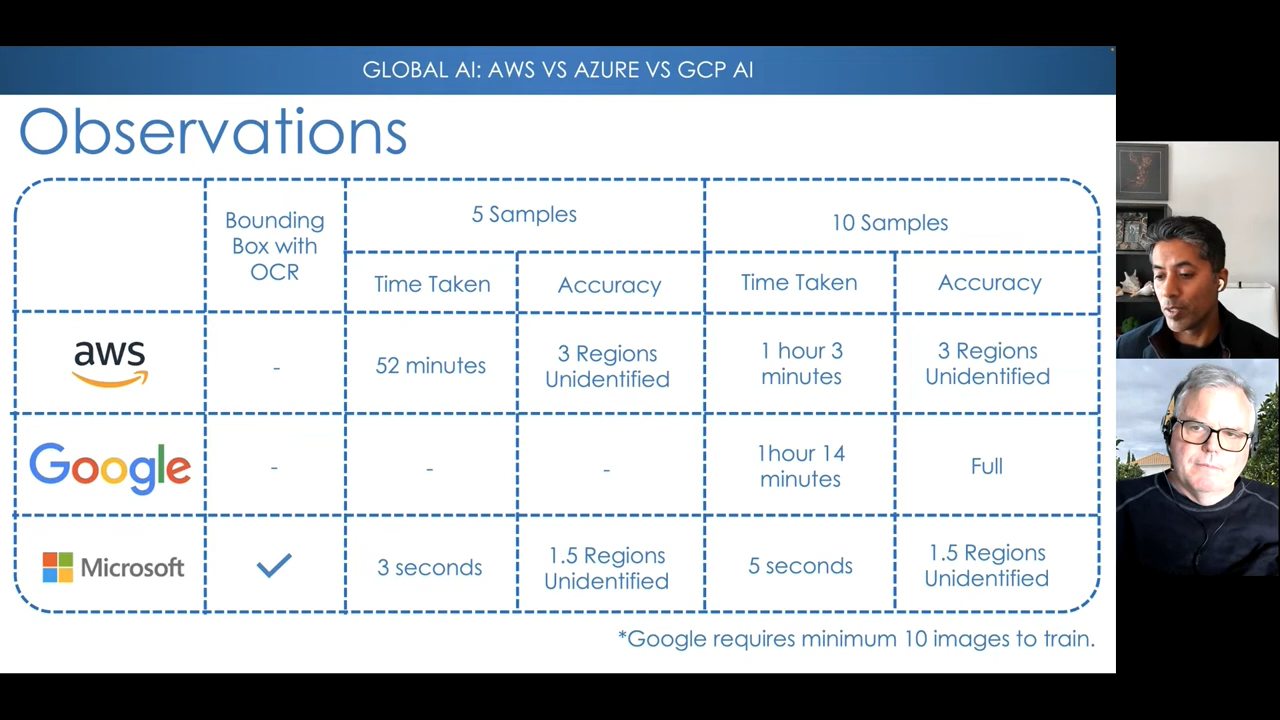 GLOBAL AI: AWS VS AZURE VS GCP AI
Observations
Bounding
Box with
OCR
5 Samples
10 Samples
Time Taken
Accuracy
Time Taken
Accuracy
aws
-
52 minutes
3 Regions
Unidentified
1 hour 3
minutes
3 Regions
Unidentified
Google
-
-
-
1hour 14
minutes
Full
Microsoft
3 seconds
1.5 Regions
Unidentified
5 seconds
1.5 Regions
Unidentified
*Google requires minimum 10 images to train.